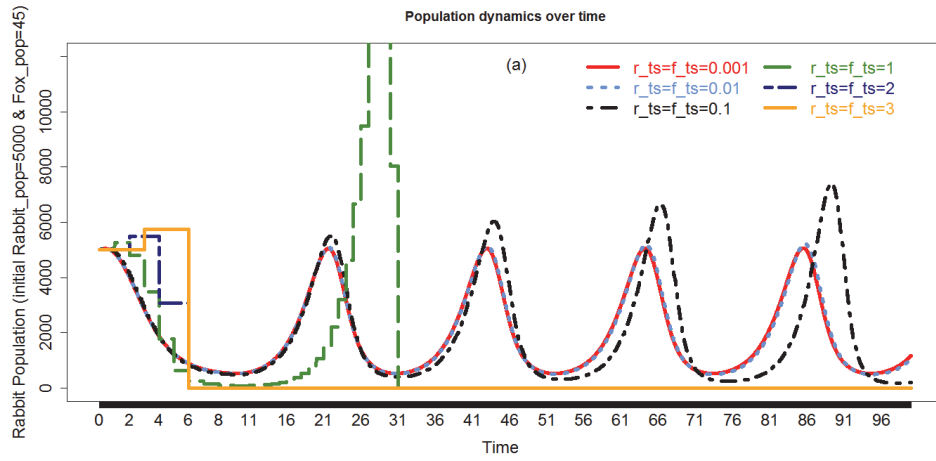 Population dynamics over time
Rabbit Population (initial Rabbit_pop=5000 & Fox_pop=45)
(a)
r_ts=f_ts=0.001
r_ts=f_ts=0.01
r_ts=f_ts=0.1
r_ts=f_ts=1
r_ts=f_ts=2
r_ts=f_ts=3
10000
8000
6000
4000
2000
0
0 2 4 6 8 11 16 21 26 31 36 41 46 51 56 61 66 71 76 81 86 91 96
Time